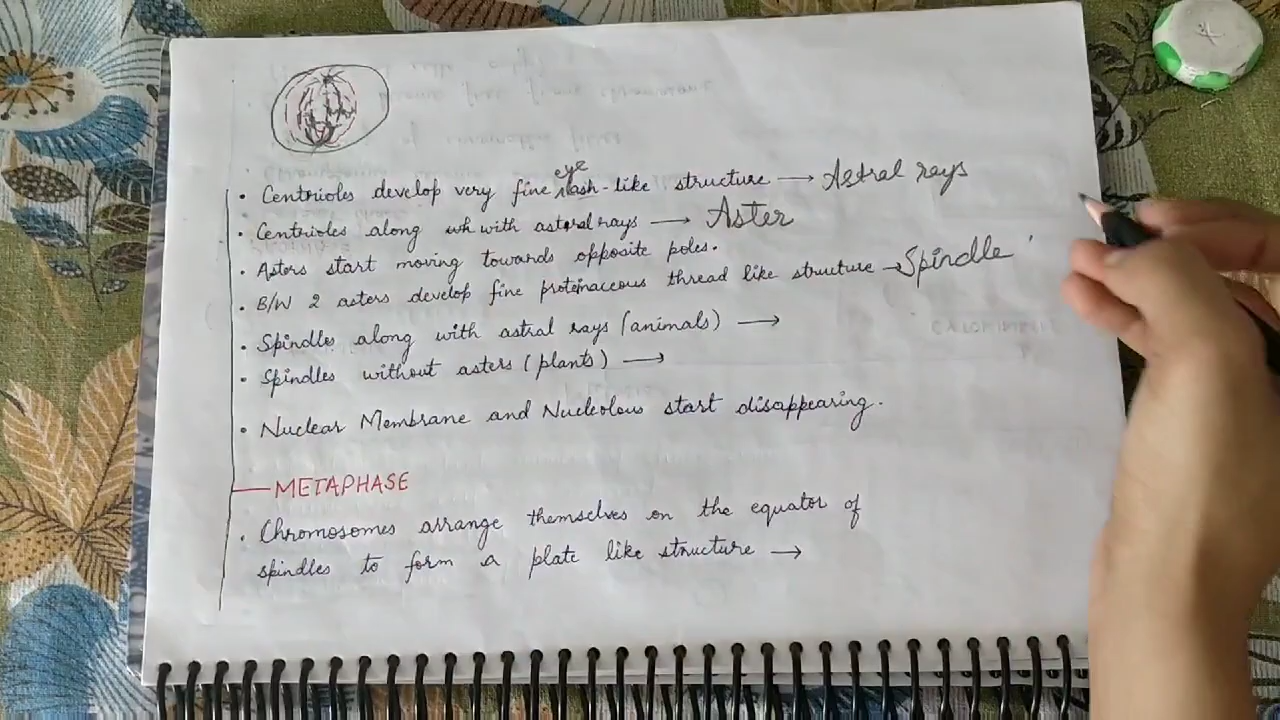 • Centrioles develop very fine eye lash-like structure → Astral rays
• Centrioles along wh with astral rays → Aster
• Asters start moving towards opposite poles.
• B/W 2 asters develop fine protinaceous thread like structure → Spindle
• Spindles along with astral rays (animals) →
• Spindles without asters (plants) →
• Nuclear Membrane and Nucleolous start disappearing.
METAPHASE
• Chromosomes arrange themselves on the equator of
spindles to form a plate like structure →